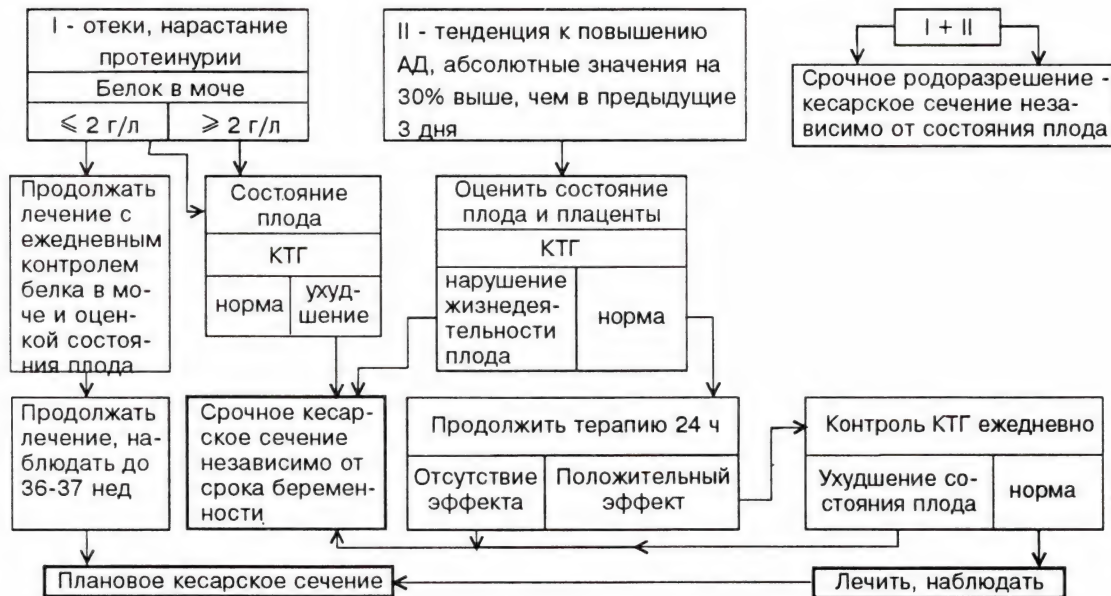 I - отеки, нарастание
протеинурии
Белок в моче
⩽ 2 г/л
⩾ 2 г/л
II - тенденция к повышению
АД, абсолютные значения на
30% выше, чем в предыдущие
3 дня
I + II
Срочное родоразрешение -
кесарское сечение неза-
висимо от состояния плода
Продолжать
лечение с
ежедневным
контролем
белка в мо-
че и оцен-
кой состоя-
ния плода
Состояние
плода
КТГ
норма
ухуд-
шение
Оценить состояние
плода и плаценты
КТГ
нарушение
жизнедея-
тельности
плода
норма
Продолжать
лечение, на-
блюдать до
36-37 нед
Срочное кесар-
ское сечение
независимо от
срока беремен-
ности
Продолжить терапию 24 ч
Отсутствие
эффекта
Положительный
эффект
Контроль КТГ ежедневно
Ухудшение со-
стояния плода
норма
Плановое кесарское сечение
Лечить, наблюдать